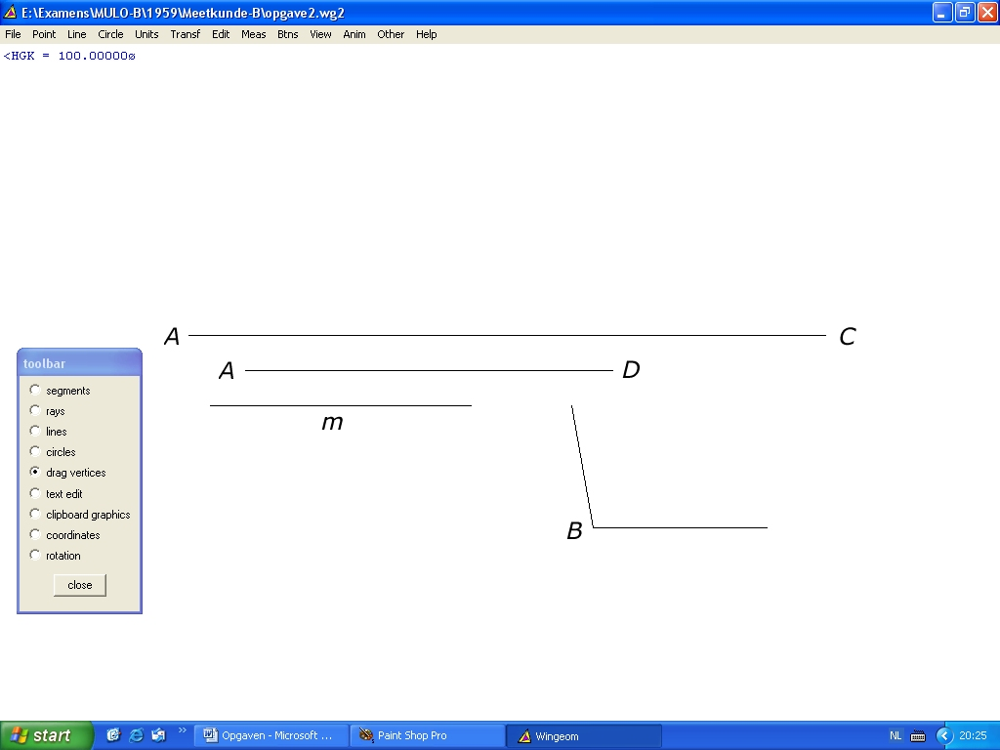 E:\Examens\MULO-B\1959\Meetkunde-B\opgave2.wg2
File Point Line Circle Units Transf Edit Meas Btns View Anim Other Help
<HGK = 100.00000ø
A C
A D
m
B
toolbar
segments
rays
lines
circles
drag vertices
text edit
clipboard graphics
coordinates
rotation
close
start » Opgaven - Microsoft ... Paint Shop Pro Wingeom NL 20:25